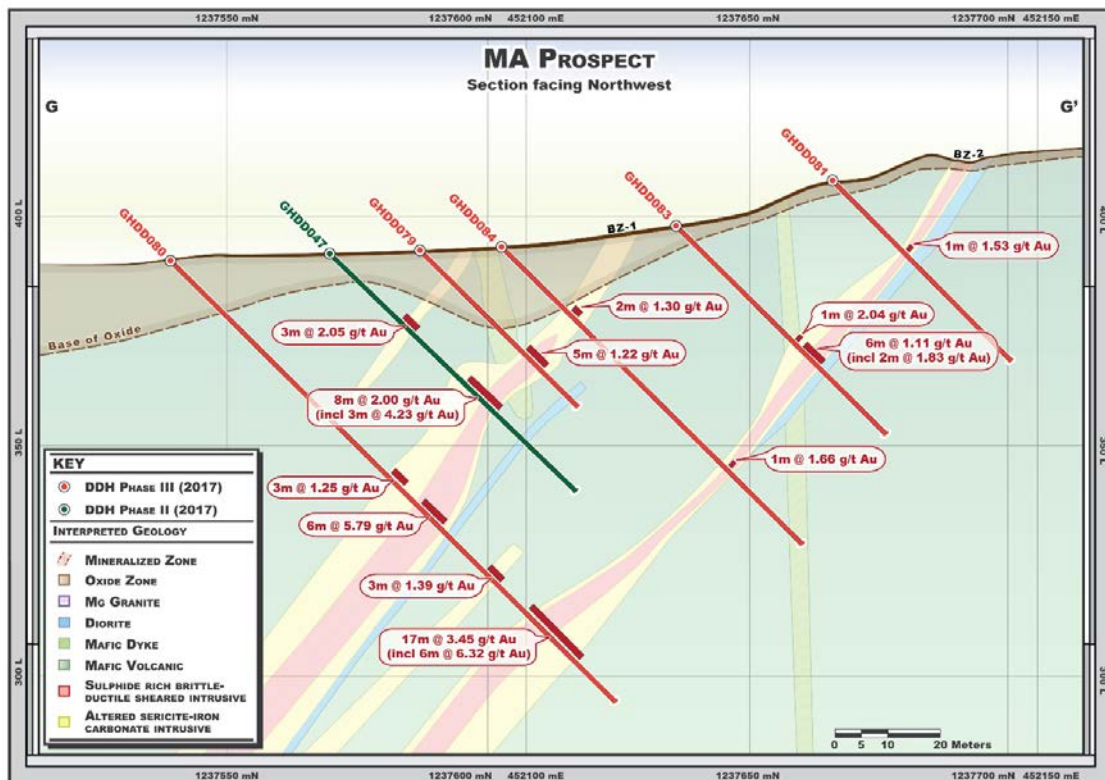 1237550 mN 1237600 mN 452100 mE 1237650 mN 1237700 mN 452150 mE
MA PROSPECT
Section facing Northwest
G G'
BZ-2
GHDD081
GHDD083
BZ-1
GHDD084
GHDD079
GHDD047
GHDD080
400 L 400 L
1m @ 1.53 g/t Au
2m @ 1.30 g/t Au
1m @ 2.04 g/t Au
3m @ 2.05 g/t Au
Base of Oxide
5m @ 1.22 g/t Au
6m @ 1.11 g/t Au
(incl 2m @ 1.83 g/t Au)
8m @ 2.00 g/t Au
(incl 3m @ 4.23 g/t Au)
350 L 350 L
1m @ 1.66 g/t Au
3m @ 1.25 g/t Au
6m @ 5.79 g/t Au
3m @ 1.39 g/t Au
17m @ 3.45 g/t Au
(incl 6m @ 6.32 g/t Au)
300 L 300 L
KEY
DDH PHASE III (2017)
DDH PHASE II (2017)
INTERPRETED GEOLOGY
MINERALIZED ZONE
OXIDE ZONE
MG GRANITE
DIORITE
MAFIC DYKE
MAFIC VOLCANIC
SULPHIDE RICH BRITTLE-
DUCTILE SHEARED INTRUSIVE
ALTERED SERICITE-IRON
CARBONATE INTRUSIVE
0 5 10 20 Meters
1237550 mN 1237600 mN 452100 mE 1237650 mN 1237700 mN 452150 mE